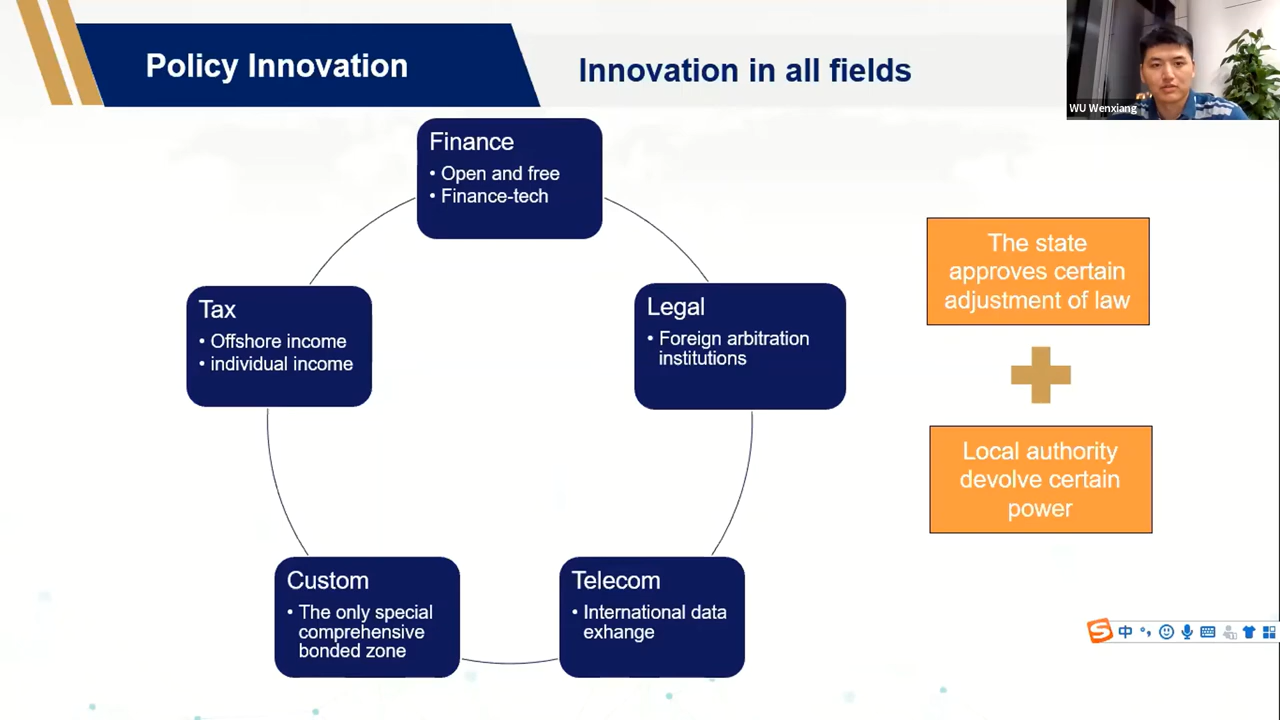 Policy Innovation
Innovation in all fields
WU Wenxiang
Finance
• Open and free
• Finance-tech
Tax
• Offshore income
• individual income
Legal
• Foreign arbitration
institutions
Custom
• The only special
comprehensive
bonded zone
Telecom
• International data
exhange
The state
approves certain
adjustment of law
Local authority
devolve certain
power
S 中